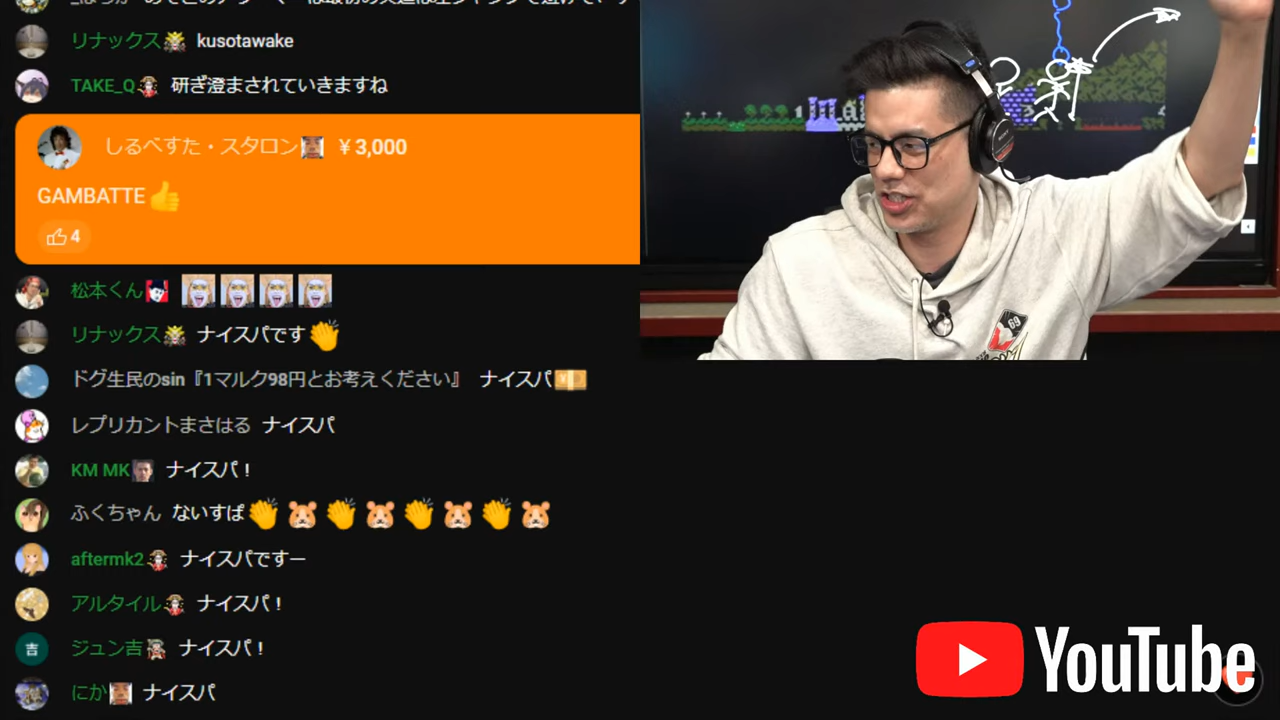 リナックス kusotawake
TAKE_Q 研ぎ澄まされていきますね
しるべすた・スタロン ￥3,000
GAMBATTE
4
松本くん
リナックス ナイスパです
ドグ生民のsin『1マルク98円とお考えください』 ナイスパ
レプリカントまさはる ナイスパ
KM MK ナイスパ！
ふくちゃん ないすぱ
aftermk2 ナイスパですー
アルタイル ナイスパ！
吉 ジュン吉 ナイスパ！
にか ナイスパ
69
YouTube